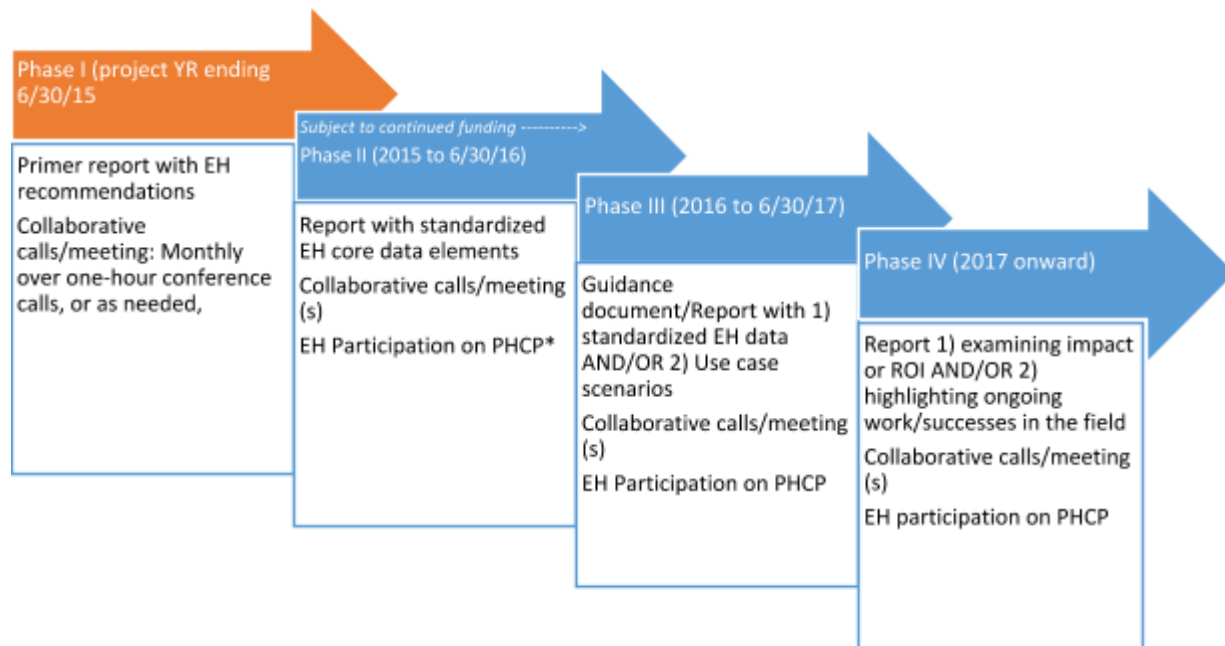 Phase I (project YR ending
6/30/15
Primer report with EH
recommendations
Collaborative
calls/meeting: Monthly
over one-hour conference
calls, or as needed,
Subject to continued funding ---------->
Phase II (2015 to 6/30/16)
Report with standardized
EH core data elements
Collaborative calls/meeting
(s)
EH Participation on PHCP*
Phase III (2016 to 6/30/17)
Guidance
document/Report with 1)
standardized EH data
AND/OR 2) Use case
scenarios
Collaborative calls/meeting
(s)
EH Participation on PHCP
Phase IV (2017 onward)
Report 1) examining impact
or ROI AND/OR 2)
highlighting ongoing
work/successes in the field
Collaborative calls/meeting
(s)
EH participation on PHCP